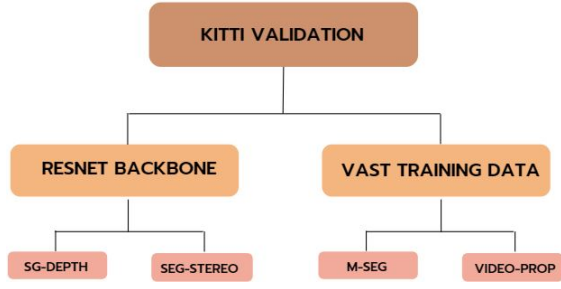 KITTI VALIDATION
RESNET BACKBONE
VAST TRAINING DATA
SG-DEPTH
SEG-STEREO
M-SEG
VIDEO-PROP